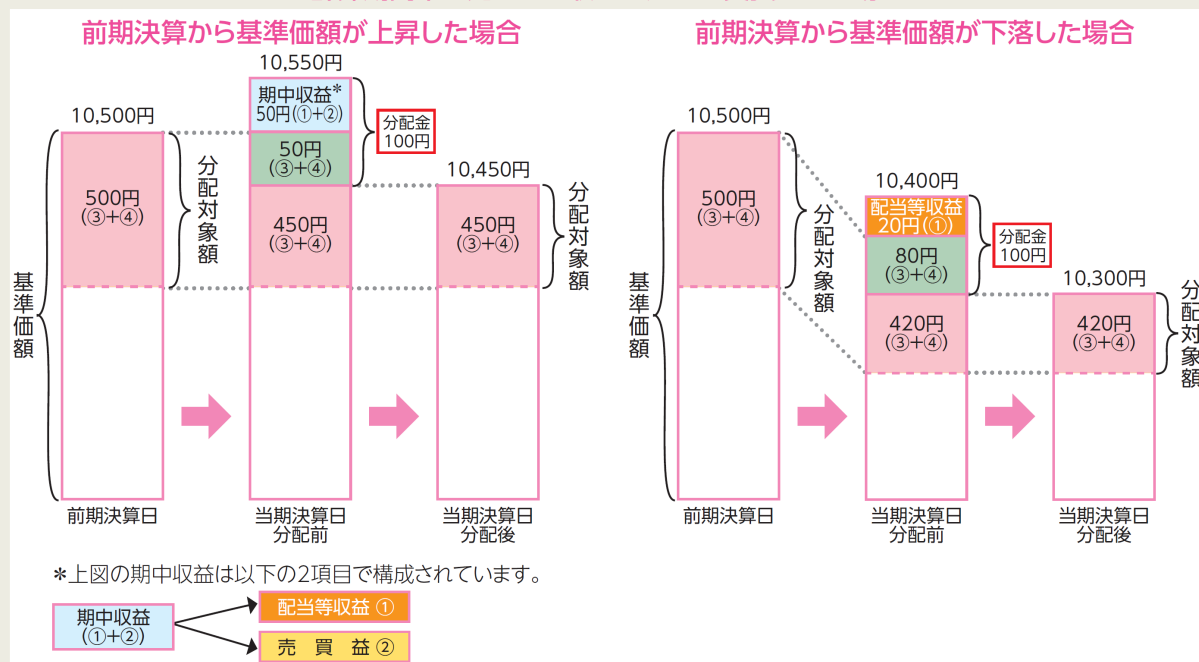 前期決算から基準価額が上昇した場合
10,500円
10,550円
期中収益*
50円(①+②)
分配金
100円
50円
(③+④)
10,450円
500円
(③+④)
分配対象額
450円
(③+④)
450円
(③+④)
分配対象額
基準価額
前期決算日
当期決算日
分配前
当期決算日
分配後
*上図の期中収益は以下の2項目で構成されています。
期中収益
(①+②)
配当等収益 ①
売 買 益 ②
前期決算から基準価額が下落した場合
10,500円
10,400円
500円
(③+④)
分配対象額
配当等収益
20円(①)
分配金
100円
80円
(③+④)
10,300円
420円
(③+④)
420円
(③+④)
分配対象額
基準価額
前期決算日
当期決算日
分配前
当期決算日
分配後